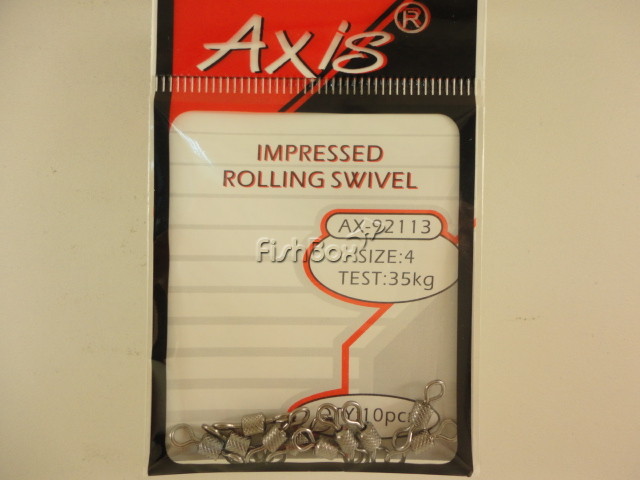 Axis®
IMPRESSED
ROLLING SWIVEL
AX-92113
FishBox
SIZE:4
TEST:35kg
QTY:10pcs